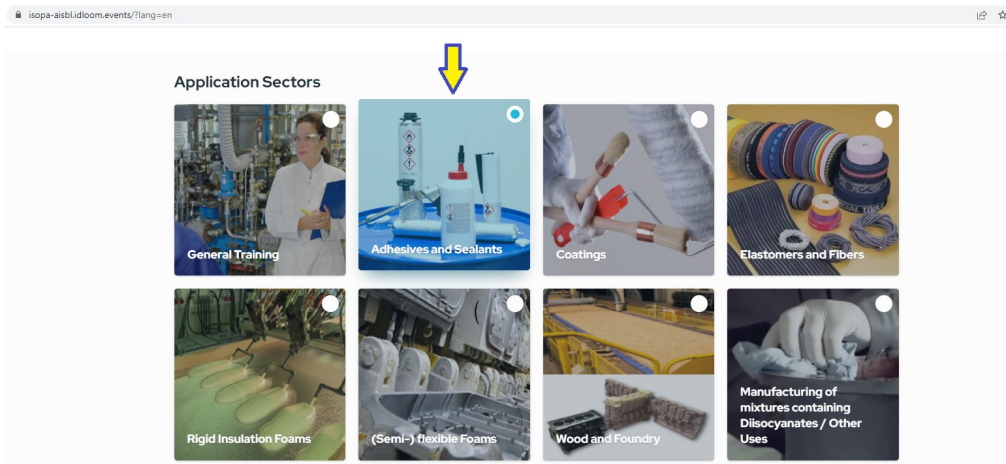 isopa-aisbl.idloom.events/?lang=en
Application Sectors
General Training
Adhesives and Sealants
Coatings
Elastomers and Fibers
Rigid Insulation Foams
(Semi-) flexible Foams
Wood and Foundry
Manufacturing of
mixtures containing
Diisocyanates / Other
Uses